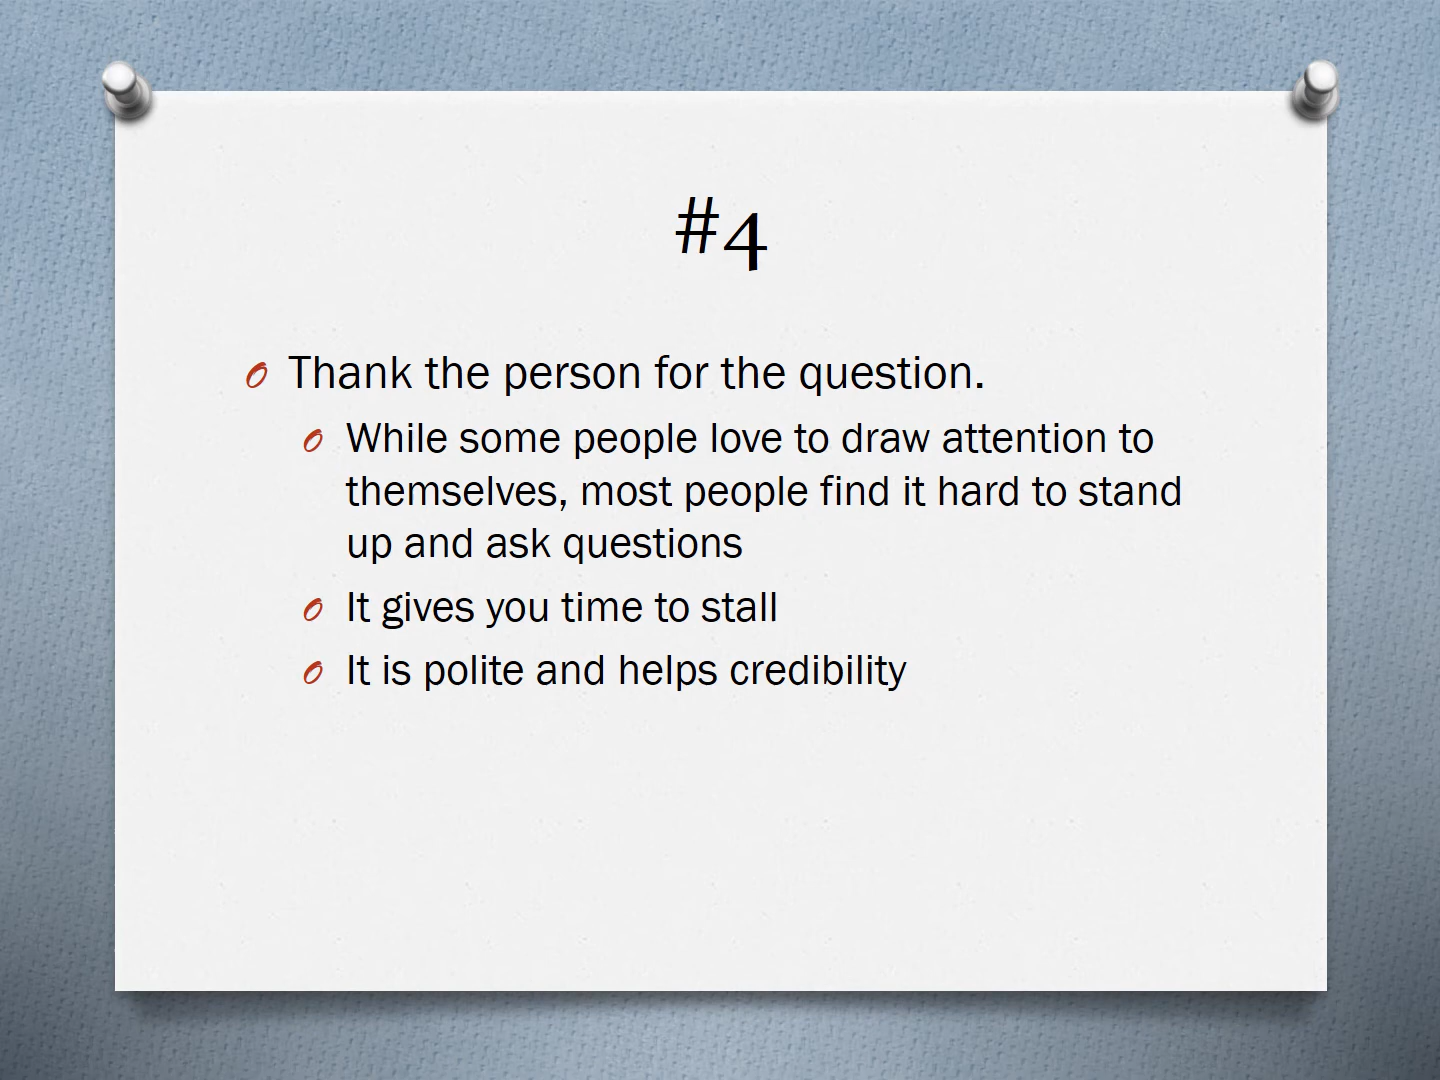 #4
Thank the person for the question.
While some people love to draw attention to
themselves, most people find it hard to stand
up and ask questions
It gives you time to stall
It is polite and helps credibility